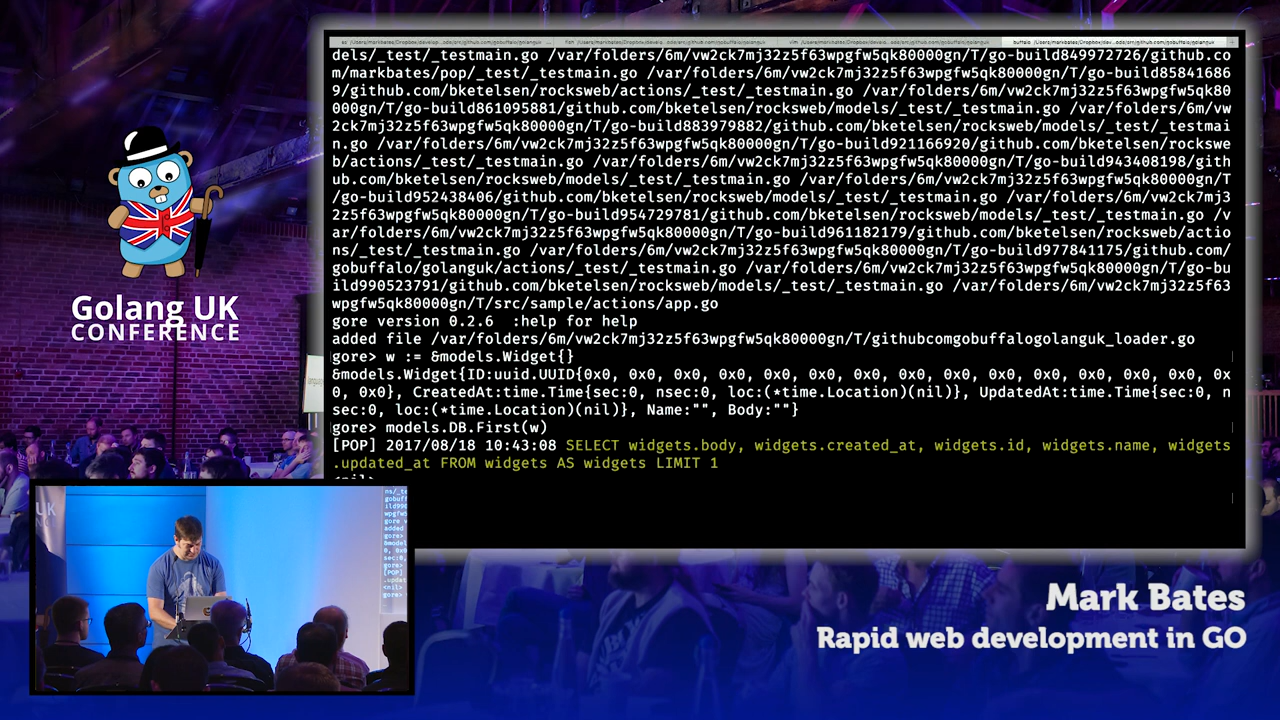 dels/_test/_testmain.go /var/folders/6m/vw2ck7mj32z5f63wpgfw5qk80000gn/T/go-build849972726/github.co
m/markbates/pop/_test/_testmain.go /var/folders/6m/vw2ck7mj32z5f63wpgfw5qk80000gn/T/go-build85841686
9/github.com/bketelsen/rocksweb/actions/_test/_testmain.go /var/folders/6m/vw2ck7mj32z5f63wpgfw5qk80
000gn/T/go-build861095881/github.com/bketelsen/rocksweb/models/_test/_testmain.go /var/folders/6m/vw
2ck7mj32z5f63wpgfw5qk80000gn/T/go-build883979882/github.com/bketelsen/rocksweb/models/_test/_testmai
n.go /var/folders/6m/vw2ck7mj32z5f63wpgfw5qk80000gn/T/go-build921166920/github.com/bketelsen/rockswe
b/actions/_test/_testmain.go /var/folders/6m/vw2ck7mj32z5f63wpgfw5qk80000gn/T/go-build943408198/gith
ub.com/bketelsen/rocksweb/models/_test/_testmain.go /var/folders/6m/vw2ck7mj32z5f63wpgfw5qk80000gn/T
/go-build952438406/github.com/bketelsen/rocksweb/models/_test/_testmain.go /var/folders/6m/vw2ck7mj3
2z5f63wpgfw5qk80000gn/T/go-build954729781/github.com/bketelsen/rocksweb/models/_test/_testmain.go /v
ar/folders/6m/vw2ck7mj32z5f63wpgfw5qk80000gn/T/go-build961182179/github.com/bketelsen/rocksweb/actio
ns/_test/_testmain.go /var/folders/6m/vw2ck7mj32z5f63wpgfw5qk80000gn/T/go-build977841175/github.com/
gobuffalo/golanguk/actions/_test/_testmain.go /var/folders/6m/vw2ck7mj32z5f63wpgfw5qk80000gn/T/go-bu
ild990523791/github.com/bketelsen/rocksweb/models/_test/_testmain.go /var/folders/6m/vw2ck7mj32z5f63
wpgfw5qk80000gn/T/src/sample/actions/app.go
gore version 0.2.6  :help for help
added file /var/folders/6m/vw2ck7mj32z5f63wpgfw5qk80000gn/T/githubcomgobuffalogolanguk_loader.go
gore> w := &models.Widget{}
&models.Widget{ID:uuid.UUID{0x0, 0x0, 0x0, 0x0, 0x0, 0x0, 0x0, 0x0, 0x0, 0x0, 0x0, 0x0, 0x0, 0x0, 0x
0, 0x0}, CreatedAt:time.Time{sec:0, nsec:0, loc:(*time.Location)(nil)}, UpdatedAt:time.Time{sec:0, n
sec:0, loc:(*time.Location)(nil)}, Name:"", Body:""}
gore> models.DB.First(w)
[POP] 2017/08/18 10:43:08 SELECT widgets.body, widgets.created_at, widgets.id, widgets.name, widgets
.updated_at FROM widgets AS widgets LIMIT 1
Golang UK
CONFERENCE
Mark Bates
Rapid web development in GO